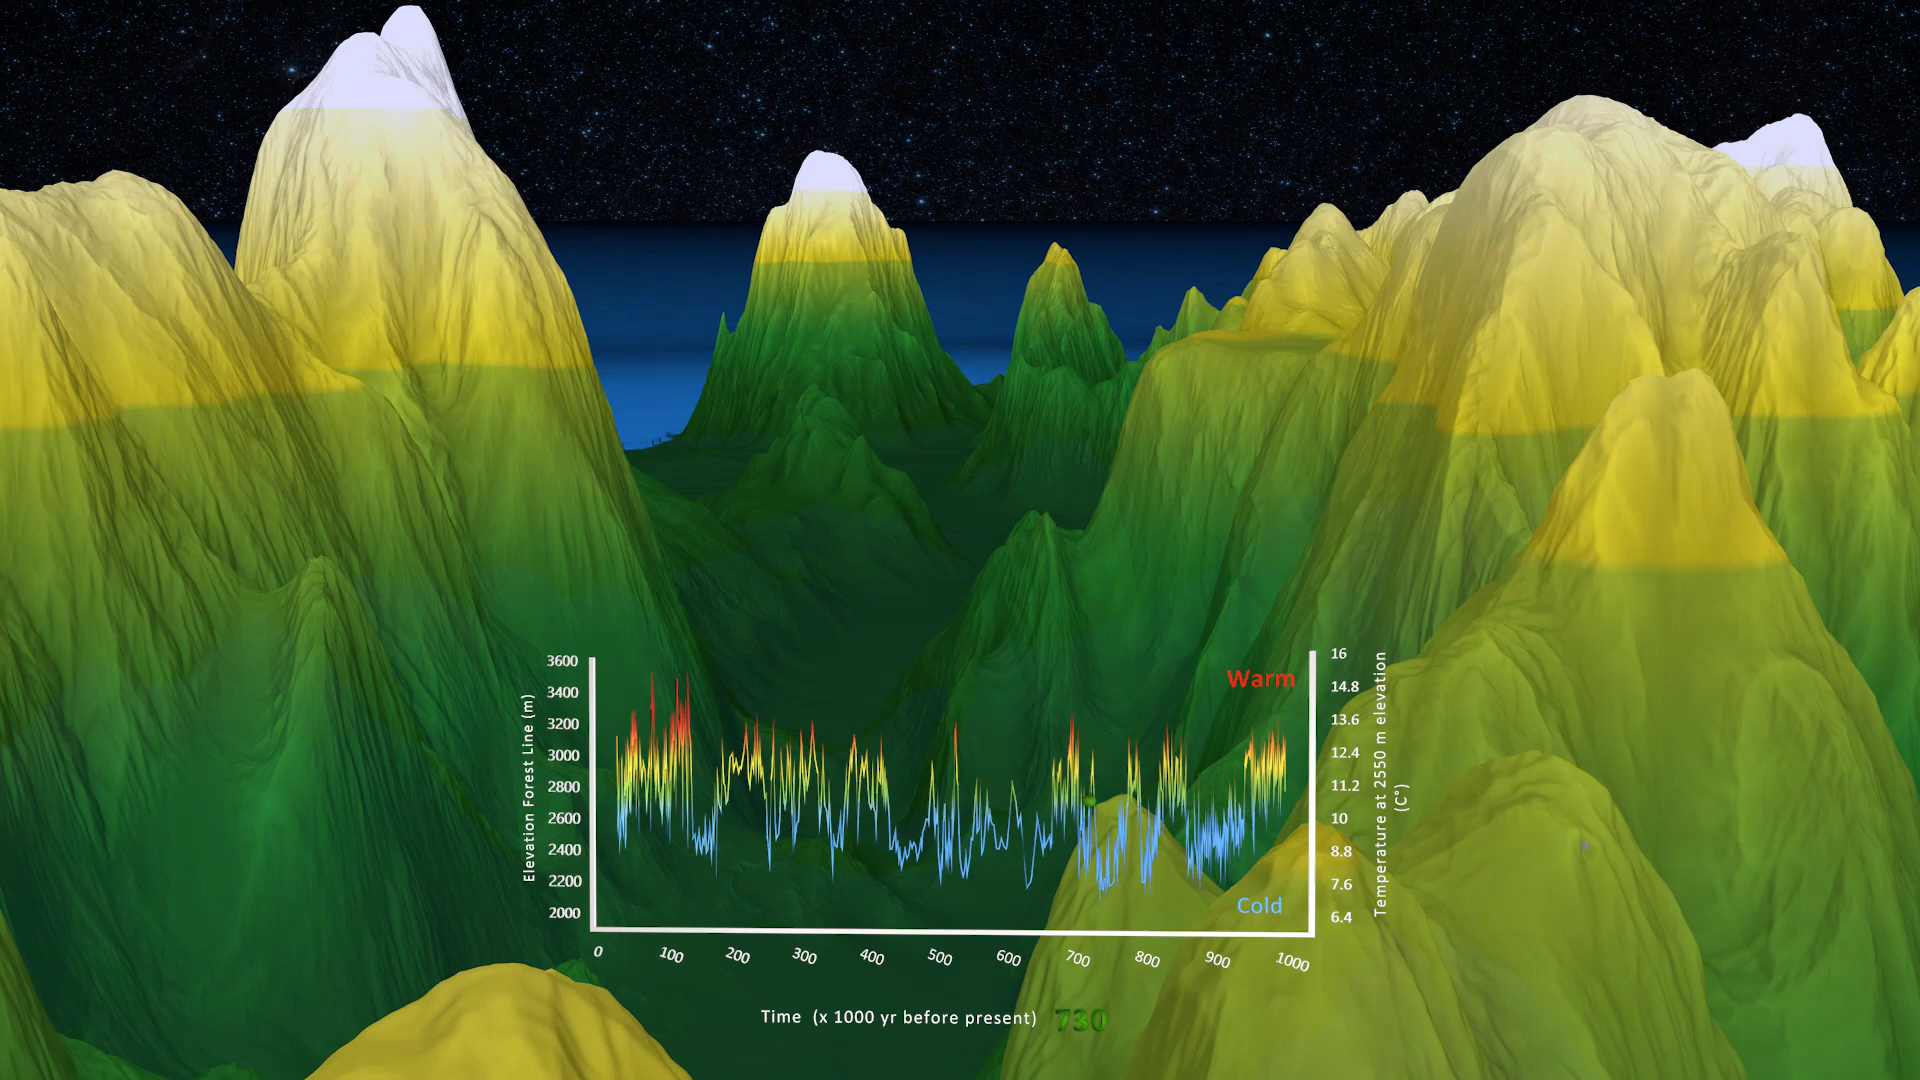 3600
3400
3200
3000
2800
2600
2400
2200
2000
Elevation Forest Line (m)
Warm
Cold
16
14.8
13.6
12.4
11.2
10
8.8
7.6
6.4
Temperature at 2550 m elevation
(C°)
0 100 200 300 400 500 600 700 800 900 1000
Time (x 1000 yr before present) 730